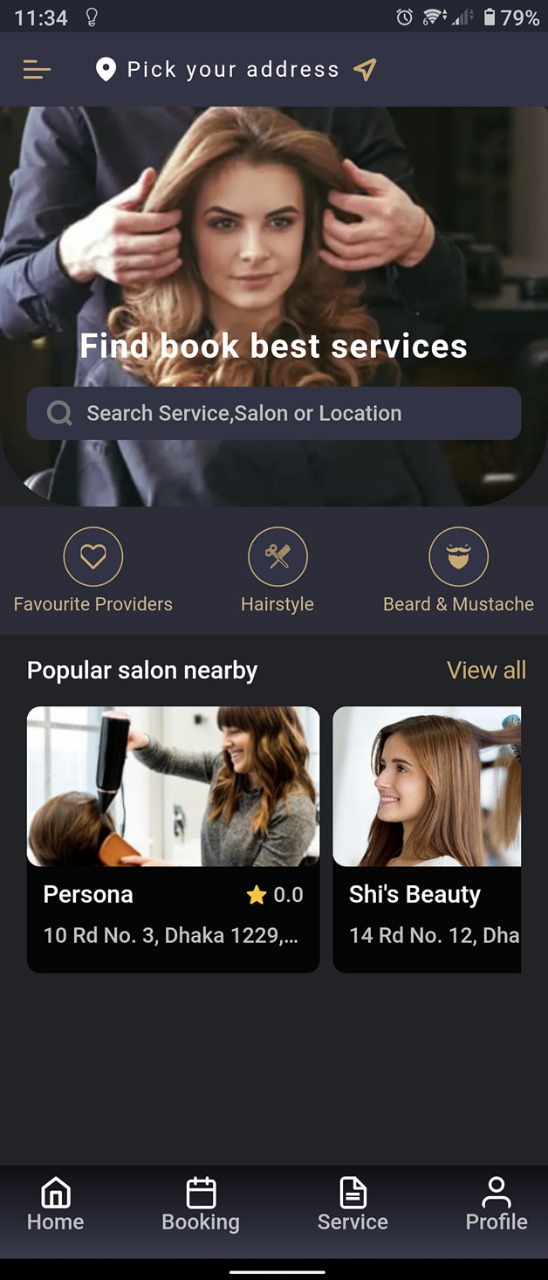 11:34 79%
Pick your address
Find book best services
Search Service,Salon or Location
Favourite Providers Hairstyle Beard & Mustache
Popular salon nearby View all
Persona 0.0 Shi's Beauty
10 Rd No. 3, Dhaka 1229,... 14 Rd No. 12, Dha
Home Booking Service Profile